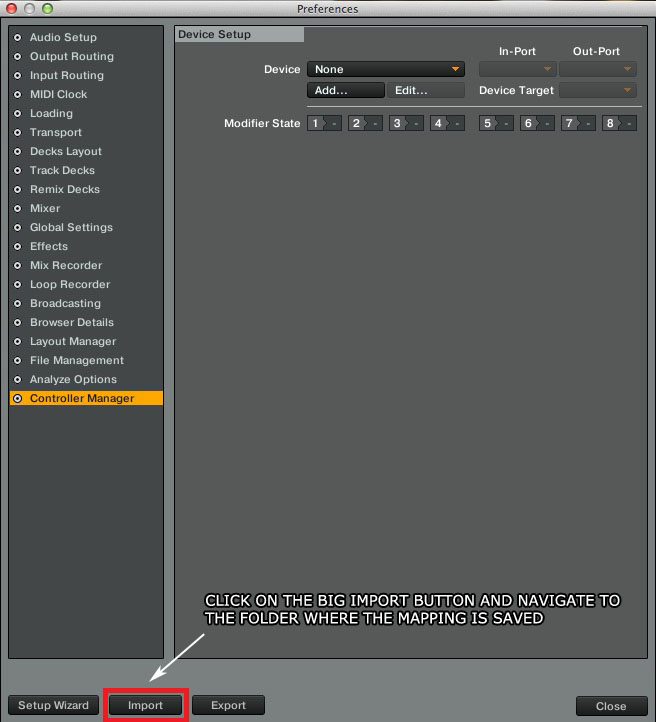 Preferences
Audio Setup
Output Routing
Input Routing
MIDI Clock
Loading
Transport
Decks Layout
Track Decks
Remix Decks
Mixer
Global Settings
Effects
Mix Recorder
Loop Recorder
Broadcasting
Browser Details
Layout Manager
File Management
Analyze Options
Controller Manager
Device Setup
In-Port Out-Port
Device None
Add... Edit... Device Target
Modifier State 1 - 2 - 3 - 4 - 5 - 6 - 7 - 8 -
CLICK ON THE BIG IMPORT BUTTON AND NAVIGATE TO
THE FOLDER WHERE THE MAPPING IS SAVED
Setup Wizard Import Export Close